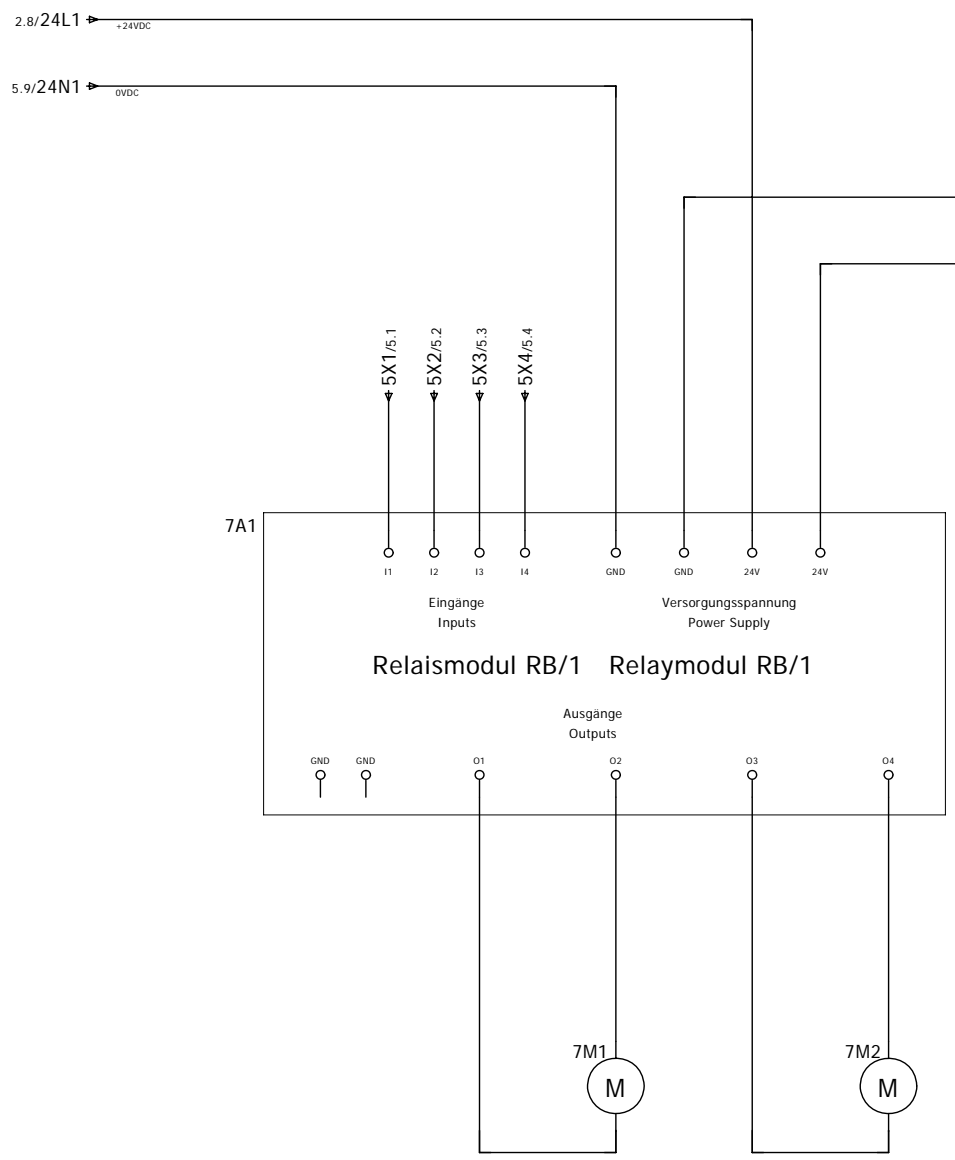 2.8/24L1
+24VDC
5.9/24N1
0VDC
5X1/5.1
5X2/5.2
5X3/5.3
5X4/5.4
7A1
I1 I2 I3 I4 GND GND 24V 24V
Eingänge Versorgungsspannung
Inputs Power Supply
Relaismodul RB/1 Relaymodul RB/1
Ausgänge
Outputs
GND GND O1 O2 O3 O4
7M1 7M2
M M